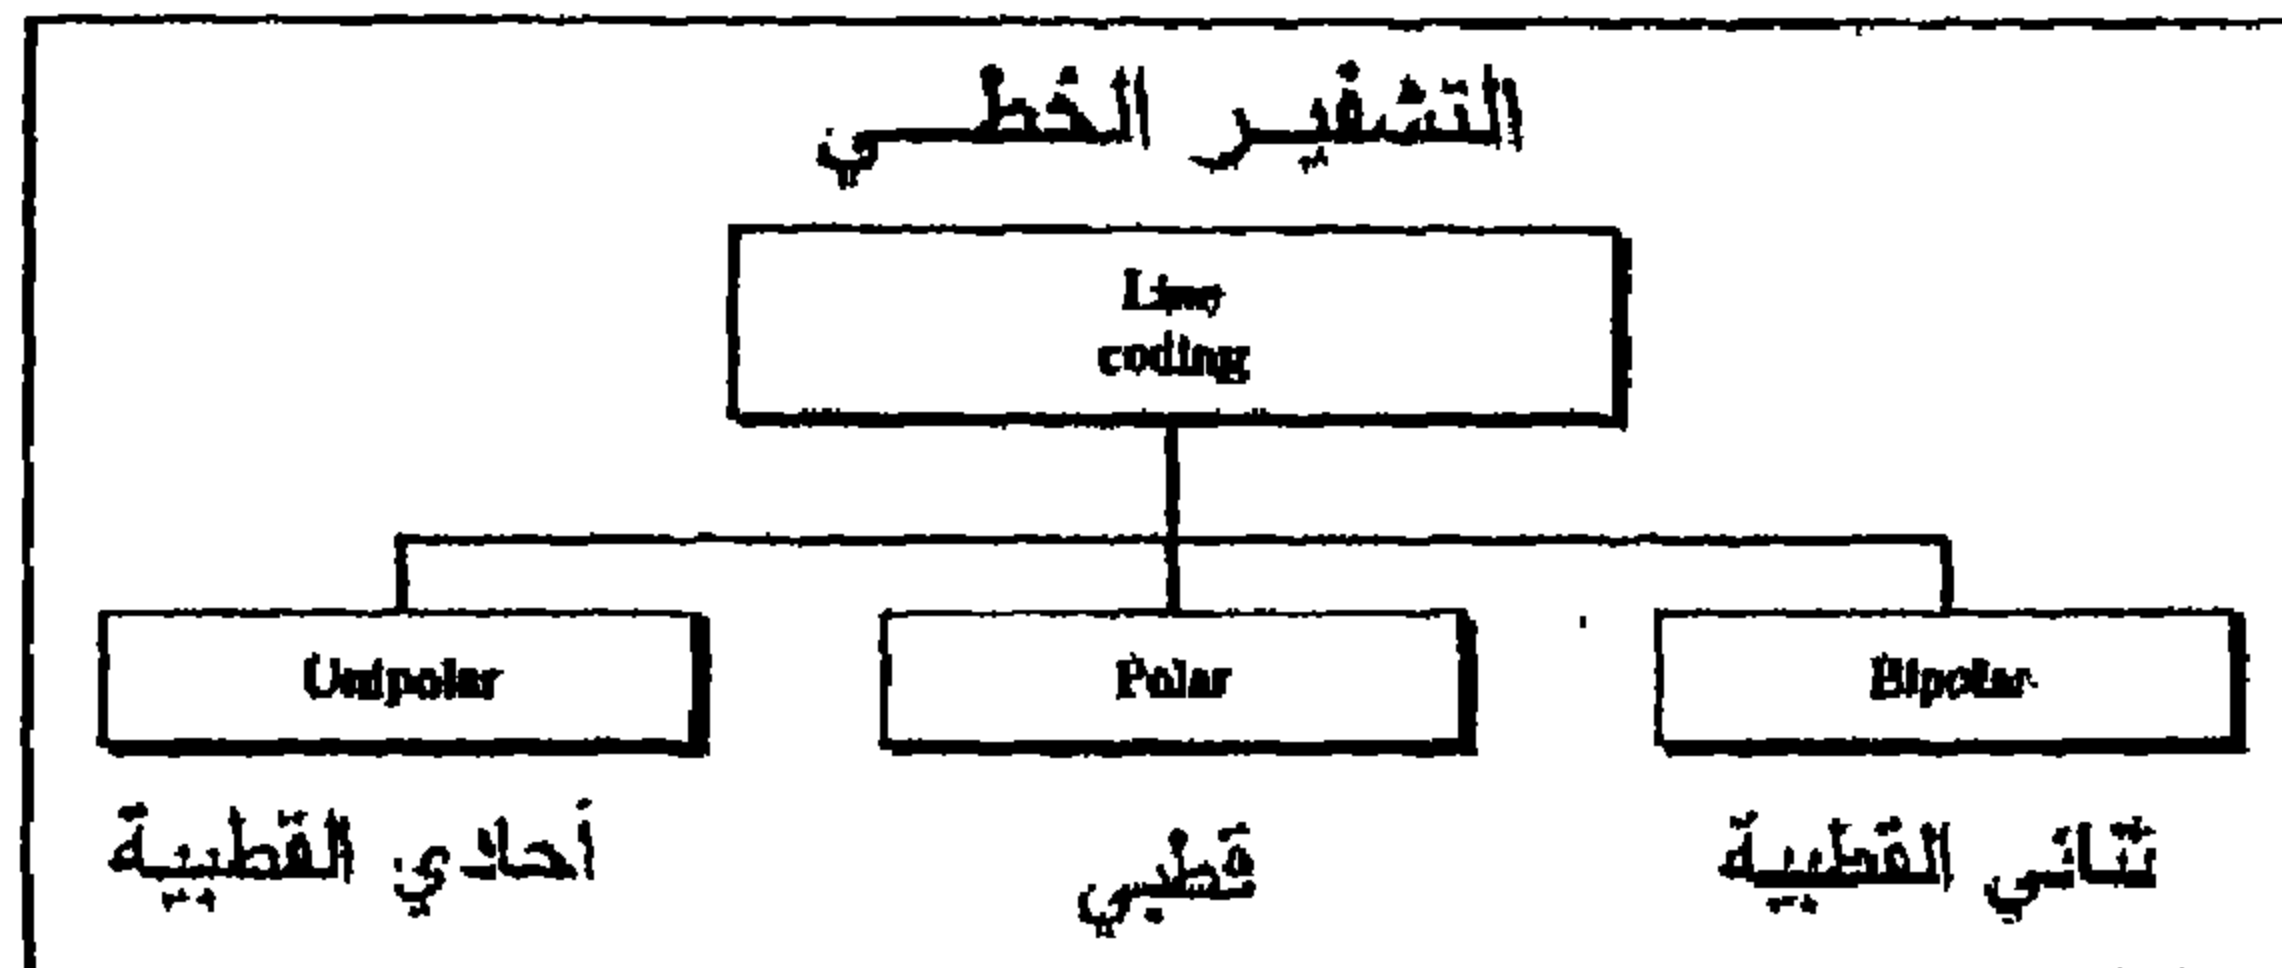 التشفير الخطي
Line
coding
Unipolar
Polar
Bipolar
أحادي القطبية
قطبي
ثنائي القطبية